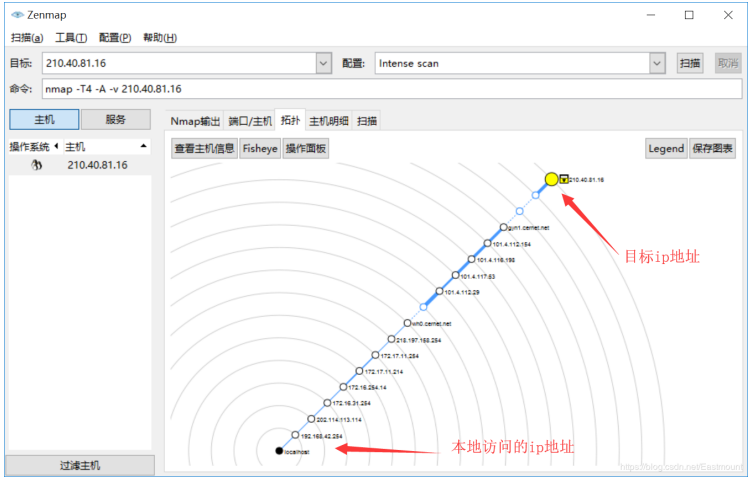 Zenmap
扫描(a) 工具(T) 配置(P) 帮助(H)
目标: 210.40.81.16 配置: Intense scan 扫描 取消
命令: nmap -T4 -A -v 210.40.81.16
主机 服务
Nmap输出 端口/主机 拓扑 主机明细 扫描
操作系统 主机
210.40.81.16
查看主机信息 Fisheye 操作面板 Legend 保存图表
210.40.81.16
gyn1.cernet.net
101.4.112.154
目标ip地址
101.4.116.198
101.4.117.53
101.4.112.29
wh0.cernet.net
218.197.158.254
172.17.11.254
172.17.11.214
172.16.254.14
172.16.31.254
202.114.113.114
192.168.42.254
本地访问的ip地址
localhost
过滤主机
https://blog.csdn.net/Eastmount